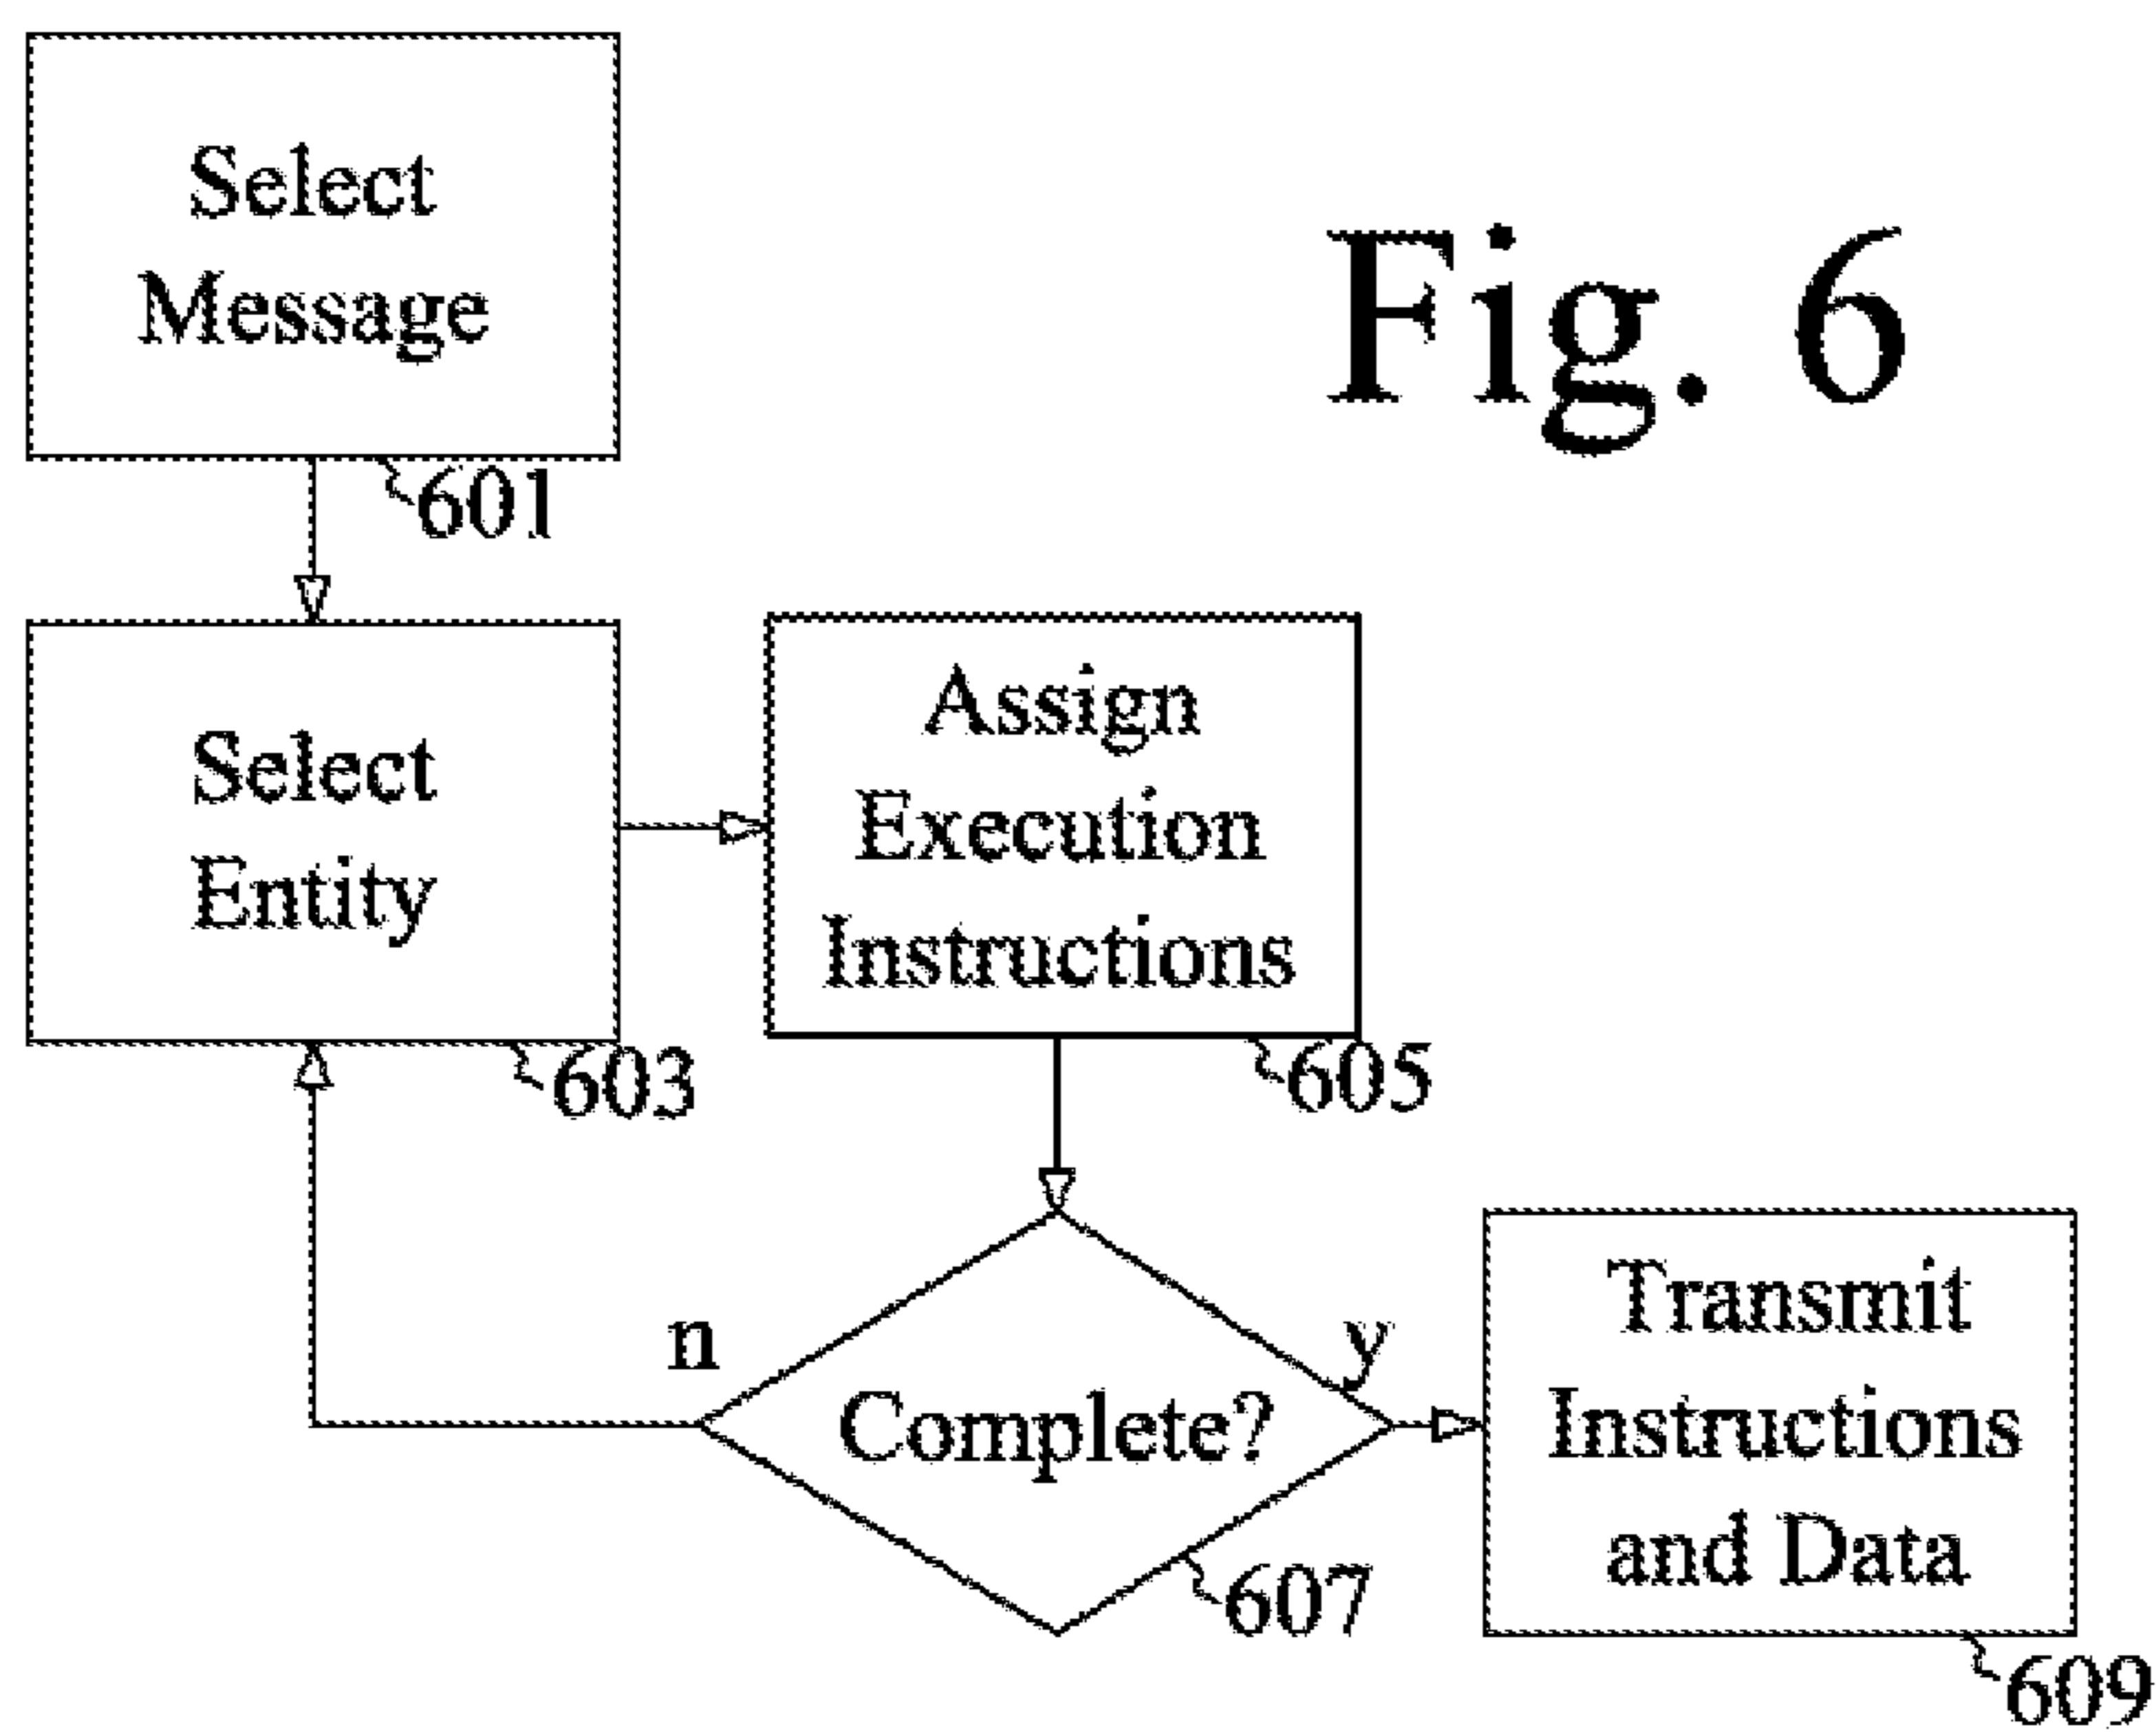 Select
Message
601
Fig. 6
Select
Entity
603
Assign
Execution
Instructions
605
n
Complete?
y
607
Transmit
Instructions
and Data
609